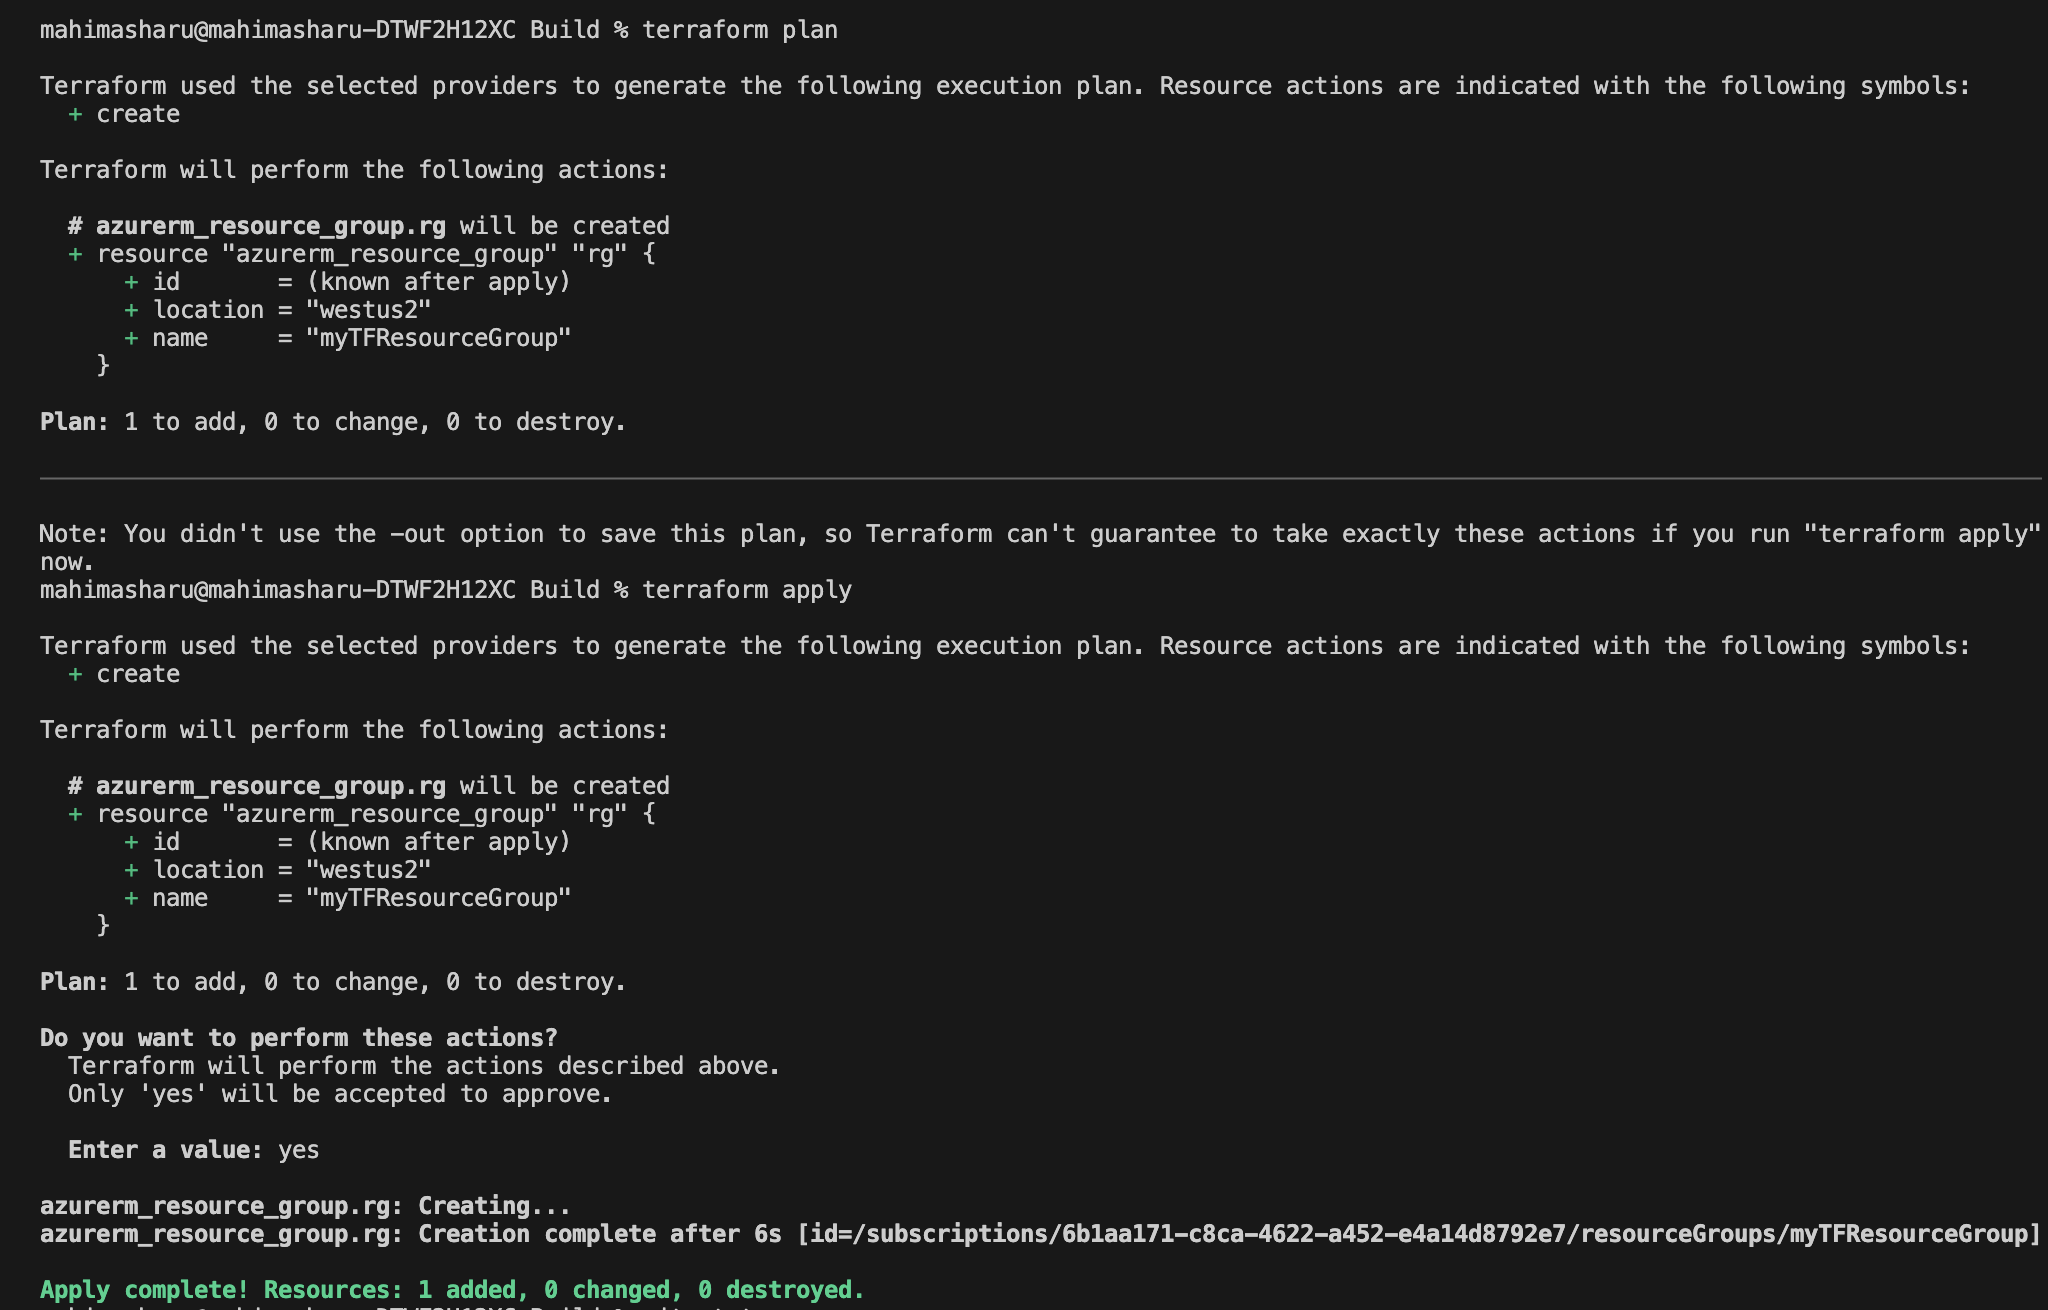 mahimasharu@mahimasharu-DTWF2H12XC Build % terraform plan
Terraform used the selected providers to generate the following execution plan. Resource actions are indicated with the following symbols:
+ create
Terraform will perform the following actions:
# azurerm_resource_group.rg will be created
+ resource "azurerm_resource_group" "rg" {
+ id       = (known after apply)
+ location = "westus2"
+ name     = "myTFResourceGroup"
}
Plan: 1 to add, 0 to change, 0 to destroy.
Note: You didn't use the -out option to save this plan, so Terraform can't guarantee to take exactly these actions if you run "terraform apply"
now.
mahimasharu@mahimasharu-DTWF2H12XC Build % terraform apply
Terraform used the selected providers to generate the following execution plan. Resource actions are indicated with the following symbols:
+ create
Terraform will perform the following actions:
# azurerm_resource_group.rg will be created
+ resource "azurerm_resource_group" "rg" {
+ id       = (known after apply)
+ location = "westus2"
+ name     = "myTFResourceGroup"
}
Plan: 1 to add, 0 to change, 0 to destroy.
Do you want to perform these actions?
Terraform will perform the actions described above.
Only 'yes' will be accepted to approve.
Enter a value: yes
azurerm_resource_group.rg: Creating...
azurerm_resource_group.rg: Creation complete after 6s [id=/subscriptions/6b1aa171-c8ca-4622-a452-e4a14d8792e7/resourceGroups/myTFResourceGroup]
Apply complete! Resources: 1 added, 0 changed, 0 destroyed.